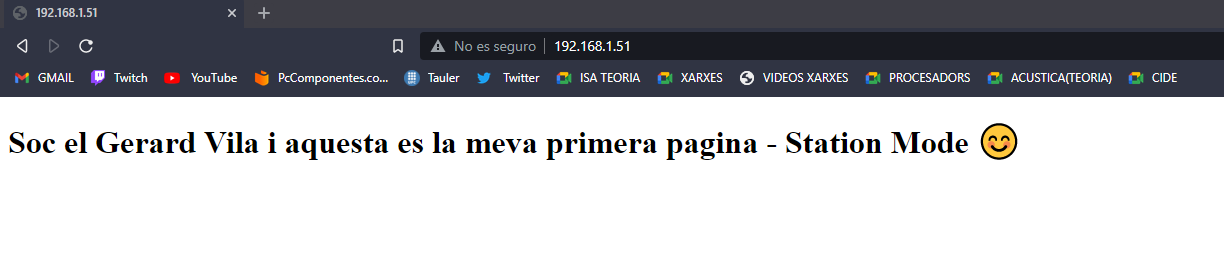 192.168.1.51
No es seguro 192.168.1.51
GMAIL Twitch YouTube PcComponentes.co... Tauler Twitter ISA TEORIA XARXES VIDEOS XARXES PROCESADORS ACUSTICA(TEORIA) CIDE
Soc el Gerard Vila i aquesta es la meva primera pagina - Station Mode 😊